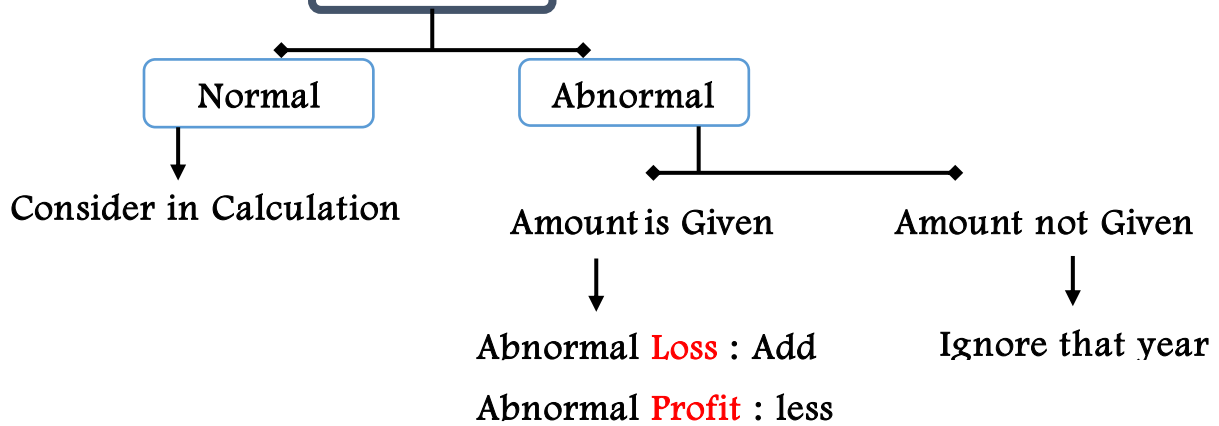 Normal
Abnormal
Consider in Calculation
Amount is Given
Amount not Given
Abnormal Loss : Add
Ignore that year
Abnormal Profit : less